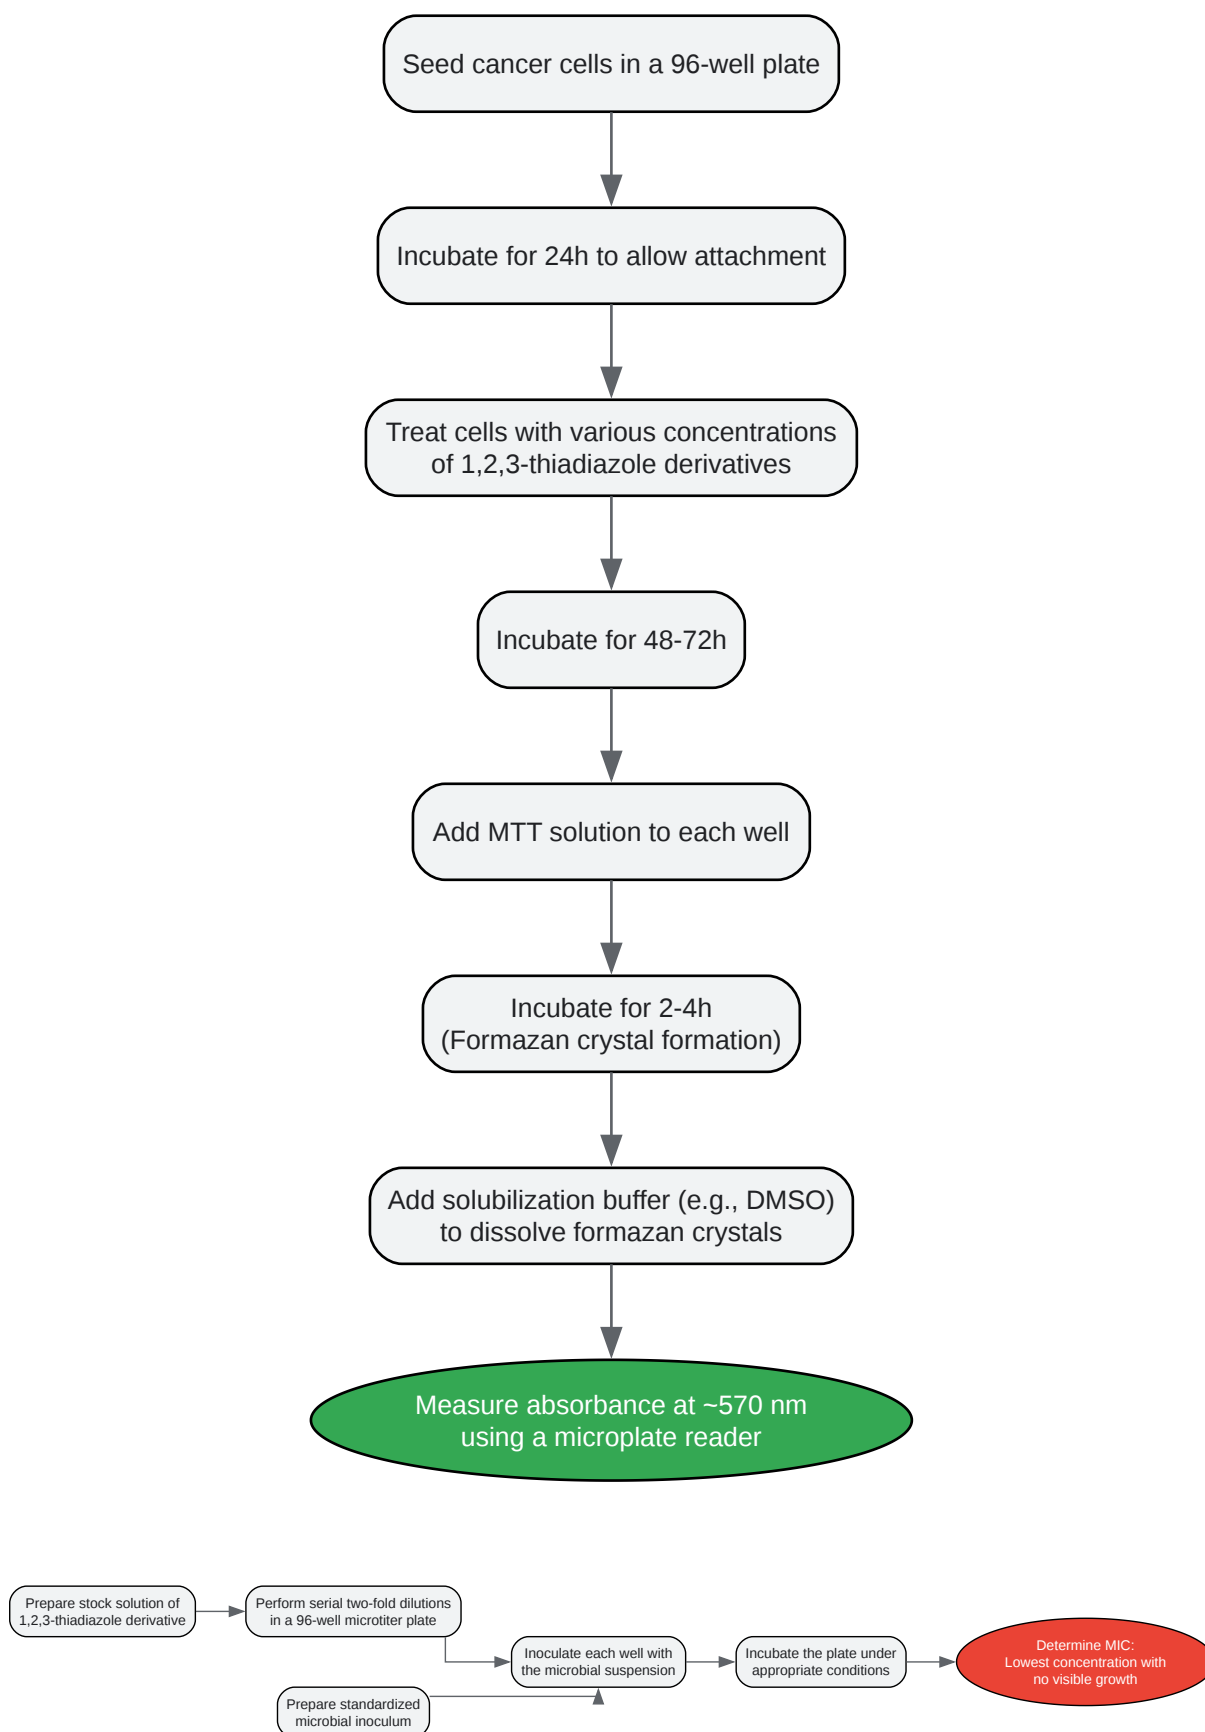 Seed cancer cells in a 96-well plate
Incubate for 24h to allow attachment
Treat cells with various concentrations
of 1,2,3-thiadiazole derivatives
Incubate for 48-72h
Add MTT solution to each well
Incubate for 2-4h
(Formazan crystal formation)
Add solubilization buffer (e.g., DMSO)
to dissolve formazan crystals
Measure absorbance at ~570 nm
using a microplate reader
Prepare stock solution of
1,2,3-thiadiazole derivative
Perform serial two-fold dilutions
in a 96-well microtiter plate
Prepare standardized
microbial inoculum
Inoculate each well with
the microbial suspension
Incubate the plate under
appropriate conditions
Determine MIC:
Lowest concentration with
no visible growth